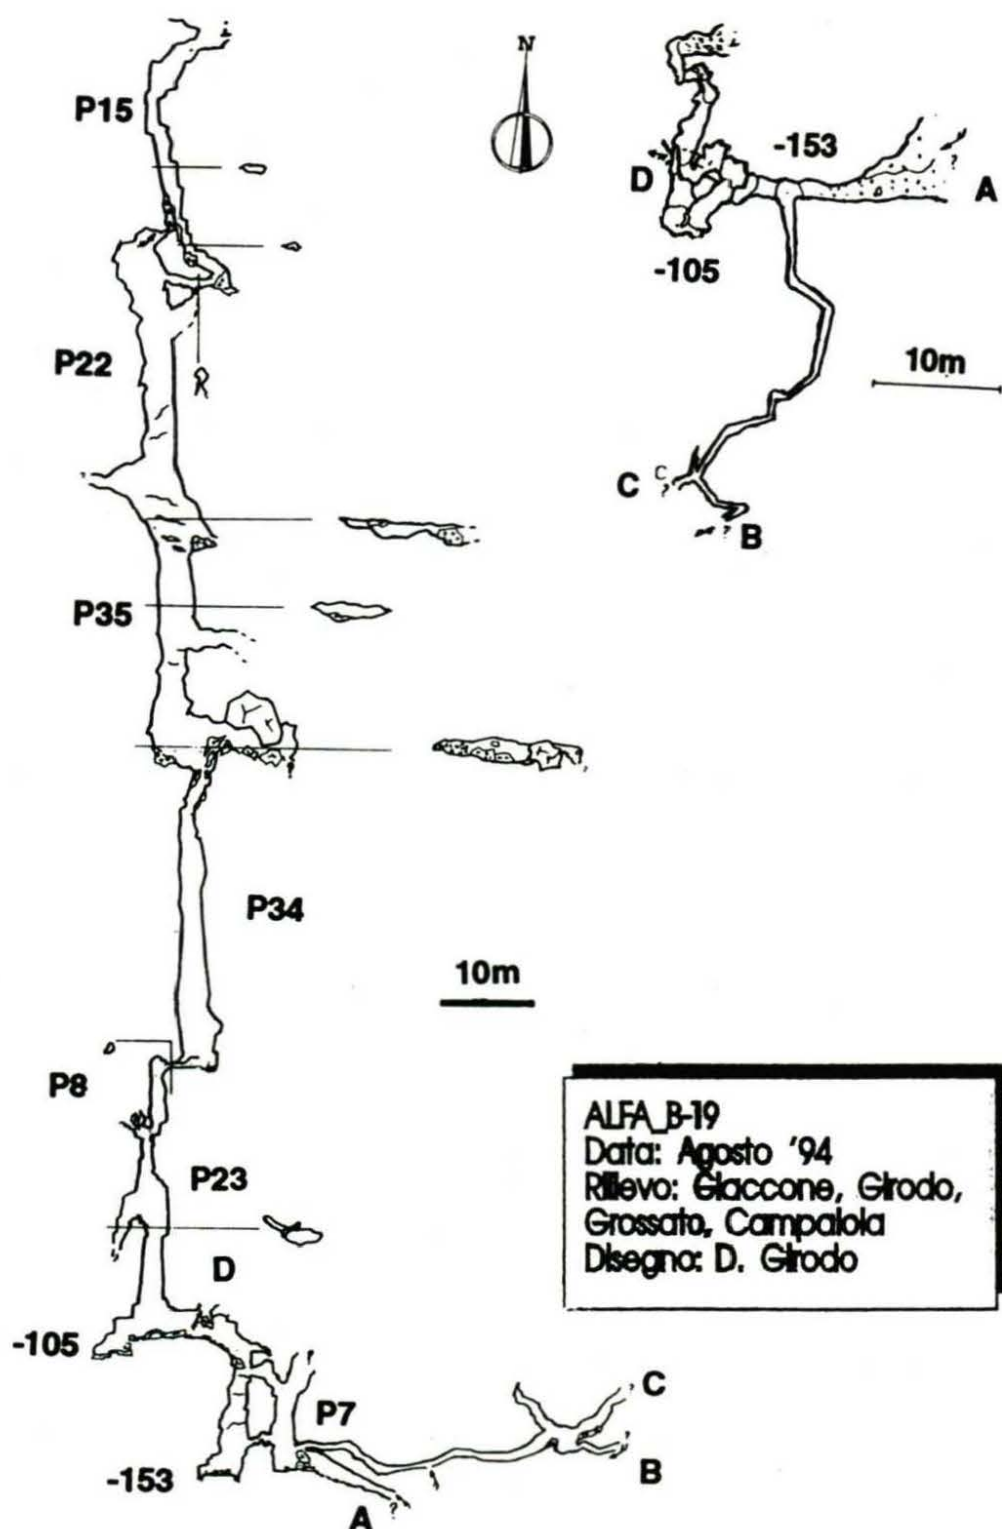 i
N
i
P15
-153
?
D
A
-105
P22
10m
C
C
?
?
B
?
P35
?
P34
10m
P8
ALFA_B-19
Data: Agosto '94
Rilievo: Giaccone, Girodo,
Grossato, Campaiola
Disegno: D. Girodo
P23
D
-105
?
C
P7
B
-153
?
A